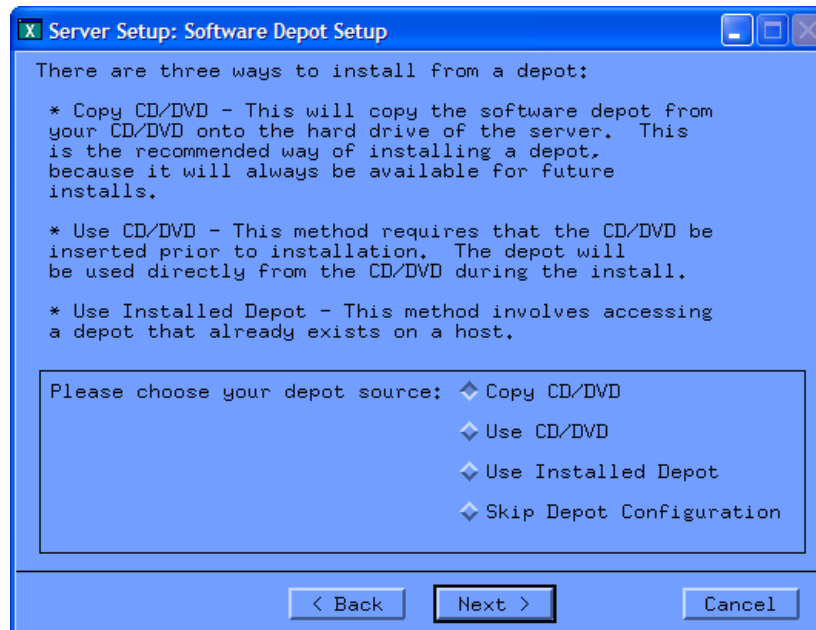 X Server Setup: Software Depot Setup
There are three ways to install from a depot:
* Copy CD/DVD - This will copy the software depot from
your CD/DVD onto the hard drive of the server. This
is the recommended way of installing a depot,
because it will always be available for future
installs.
* Use CD/DVD - This method requires that the CD/DVD be
inserted prior to installation. The depot will
be used directly from the CD/DVD during the install.
* Use Installed Depot - This method involves accessing
a depot that already exists on a host.
Please choose your depot source: Copy CD/DVD
Use CD/DVD
Use Installed Depot
Skip Depot Configuration
< Back Next > Cancel